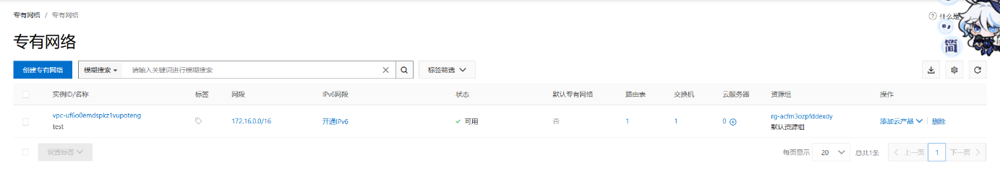 专有网络 / 专有网络
什么是
专有网络
简
创建专有网络 模糊搜索 请输入关键词进行模糊搜索 标签筛选
实例ID/名称 标签 网段 IPv6网段 状态 默认专有网络 路由表 交换机 云服务器 资源组 操作
vpc-uf6o0emdspkz1vupoteng 172.16.0.0/16 开通IPv6 可用 否 1 1 0 rg-acfm3ozpfddexdy 添加云产品 | 删除
test 默认资源组
设置标签 每页显示 20 总共1条 上一页 1 下一页